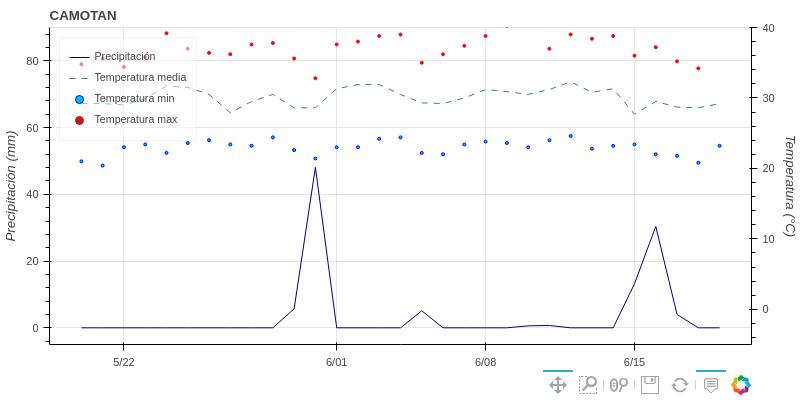 CAMOTAN
Precipitación
Temperatura media
Temperatura min
Temperatura max
Precipitación (mm)
80
60
40
20
0
Temperatura (°C)
40
30
20
10
0
5/22
6/01
6/08
6/15